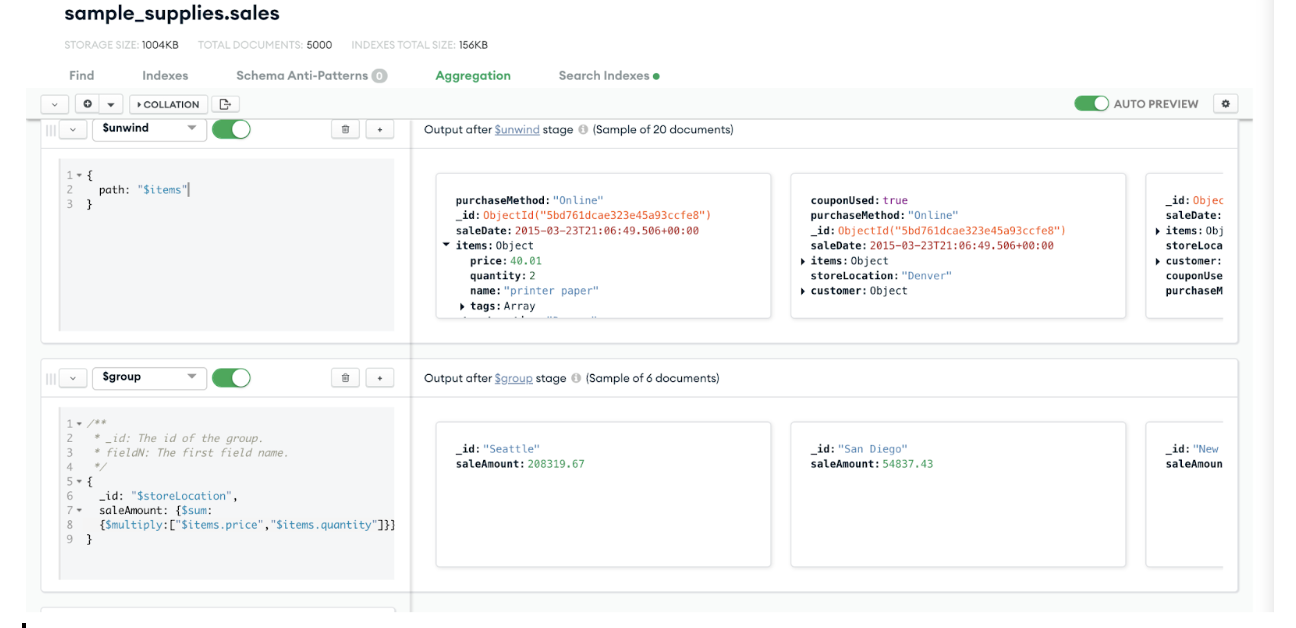 sample_supplies.sales
STORAGE SIZE: 1004KB TOTAL DOCUMENTS: 5000 INDEXES TOTAL SIZE: 156KB
Find Indexes Schema Anti-Patterns 0 Aggregation Search Indexes
COLLATION AUTO PREVIEW
$unwind Output after $unwind stage (Sample of 20 documents)
1 {
2 path: "$items"
3 }
purchaseMethod: "Online"
_id: ObjectId("5bd761dcae323e45a93ccfe8")
saleDate: 2015-03-23T21:06:49.506+00:00
items: Object
price: 40.01
quantity: 2
name: "printer paper"
tags: Array
couponUsed: true
purchaseMethod: "Online"
_id: ObjectId("5bd761dcae323e45a93ccfe8")
saleDate: 2015-03-23T21:06:49.506+00:00
items: Object
storeLocation: "Denver"
customer: Object
_id: Objec
saleDate:
items: Obj
storeLoca
customer:
couponUse
purchaseM
$group Output after $group stage (Sample of 6 documents)
1 /**
2 * _id: The id of the group.
3 * fieldN: The first field name.
4 */
5 {
6 _id: "$storeLocation",
7 saleAmount: {$sum:
8 {$multiply:["$items.price","$items.quantity"]}}
9 }
_id: "Seattle"
saleAmount: 208319.67
_id: "San Diego"
saleAmount: 54837.43
_id: "New
saleAmoun